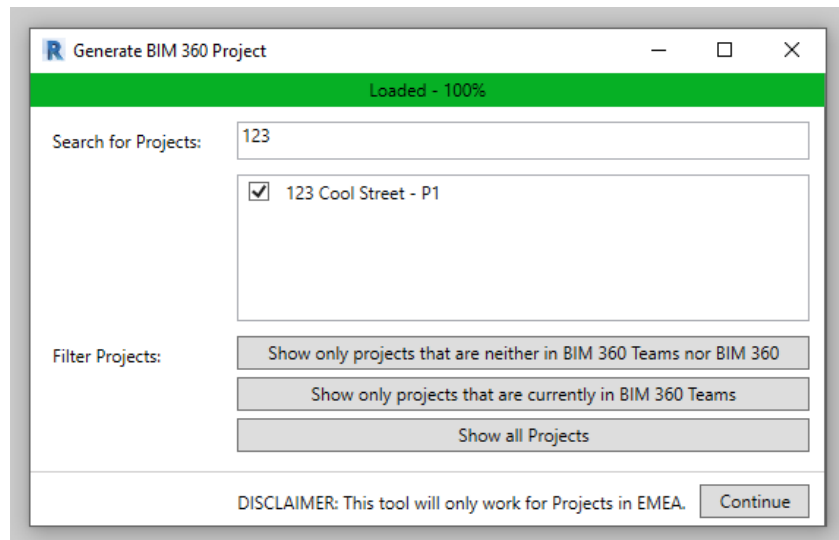 R Generate BIM 360 Project
Loaded - 100%
Search for Projects: 123
123 Cool Street - P1
Filter Projects: Show only projects that are neither in BIM 360 Teams nor BIM 360
Show only projects that are currently in BIM 360 Teams
Show all Projects
DISCLAIMER: This tool will only work for Projects in EMEA. Continue